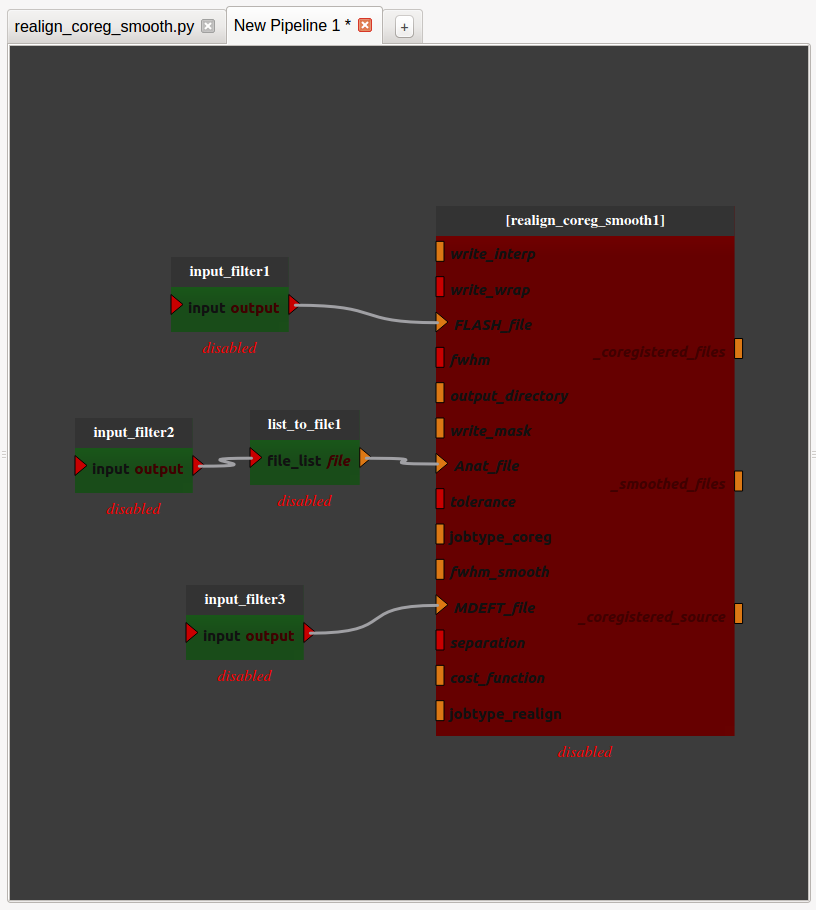 realign_coreg_smooth.py
New Pipeline 1 *
+
[realign_coreg_smooth1]
write_interp
write_wrap
FLASH_file
fwhm
output_directory
write_mask
Anat_file
tolerance
jobtype_coreg
fwhm_smooth
MDEFT_file
separation
cost_function
jobtype_realign
_coregistered_files
_smoothed_files
_coregistered_source
disabled
input_filter1
input output
disabled
input_filter2
input output
disabled
list_to_file1
file_list file
disabled
input_filter3
input output
disabled